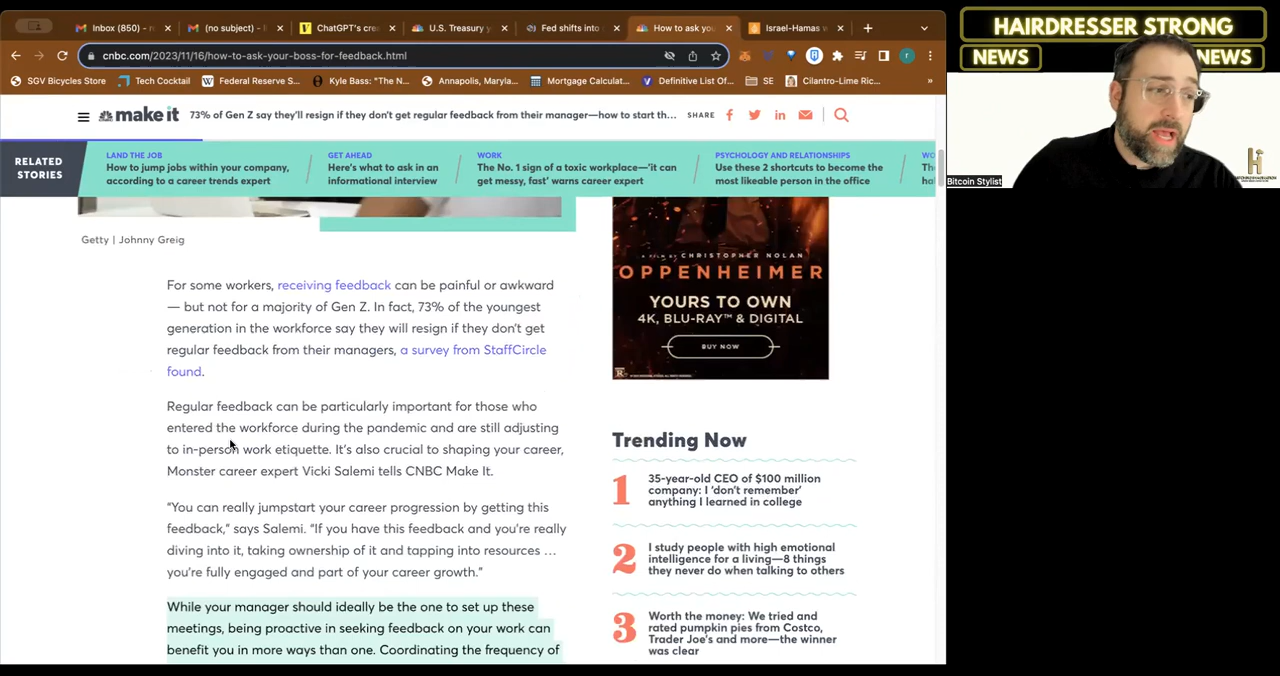 Inbox (850) -
(no subject) -
ChatGPT's cre
U.S. Treasury
Fed shifts into
How to ask you
Israel-Hamas w
cnbc.com/2023/11/16/how-to-ask-your-boss-for-feedback.html
SGV Bicycles Store
Tech Cocktail
Federal Reserve S...
Kyle Bass: "The N...
Annapolis, Maryla...
Mortgage Calculat...
Definitive List Of...
SE
Cilantro-Lime Ric...
»
HAIRDRESSER STRONG
NEWS
NEWS
Bitcoin Stylist
make it
73% of Gen Z say they'll resign if they don't get regular feedback from their manager—how to start th...
SHARE
RELATED
STORIES
LAND THE JOB
How to jump jobs within your company,
according to a career trends expert
GET AHEAD
Here's what to ask in an
informational interview
WORK
The No. 1 sign of a toxic workplace—'it can
get messy, fast' warns career expert
PSYCHOLOGY AND RELATIONSHIPS
Use these 2 shortcuts to become the
most likeable person in the office
WO
Th
hal
Getty | Johnny Greig
For some workers, receiving feedback can be painful or awkward
— but not for a majority of Gen Z. In fact, 73% of the youngest
generation in the workforce say they will resign if they don't get
regular feedback from their managers, a survey from StaffCircle
found.
Regular feedback can be particularly important for those who
entered the workforce during the pandemic and are still adjusting
to in-person work etiquette. It's also crucial to shaping your career,
Monster career expert Vicki Salemi tells CNBC Make It.
"You can really jumpstart your career progression by getting this
feedback," says Salemi. "If you have this feedback and you're really
diving into it, taking ownership of it and tapping into resources …
you're fully engaged and part of your career growth."
While your manager should ideally be the one to set up these
meetings, being proactive in seeking feedback on your work can
benefit you in more ways than one. Coordinating the frequency of
A FILM BY CHRISTOPHER NOLAN
OPPENHEIMER
YOURS TO OWN
4K, BLU-RAY™ & DIGITAL
BUY NOW
Trending Now
1
35-year-old CEO of $100 million
company: I 'don't remember'
anything I learned in college
2
I study people with high emotional
intelligence for a living—8 things
they never do when talking to others
3
Worth the money: We tried and
rated pumpkin pies from Costco,
Trader Joe's and more—the winner
was clear